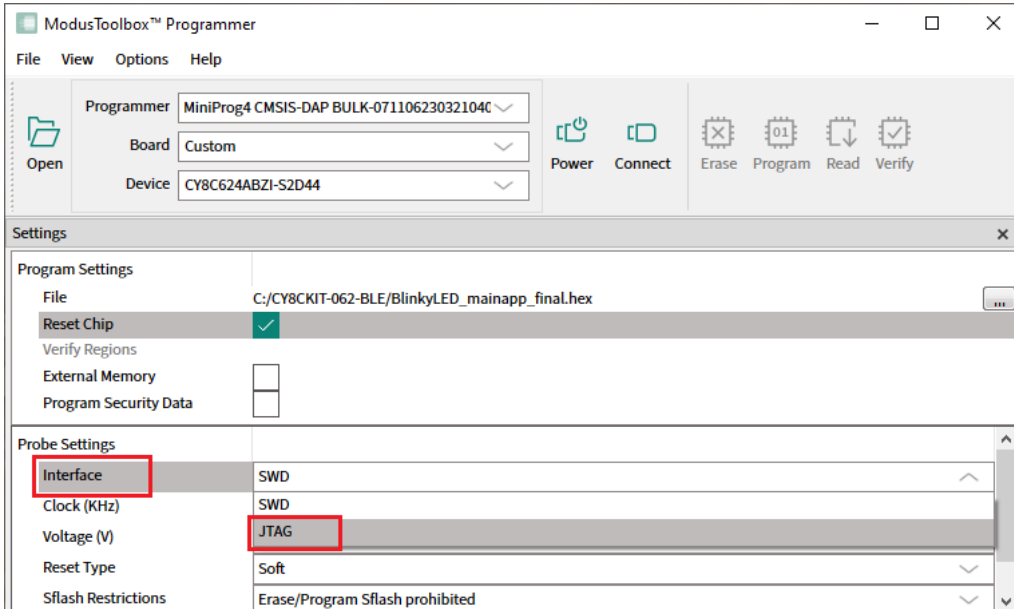 ModusToolbox™ Programmer
File View Options Help
Programmer MiniProg4 CMSIS-DAP BULK-071106230321040
Board Custom
Device CY8C624ABZI-S2D44
Open
Power Connect Erase Program Read Verify
01
Settings
Program Settings
File C:/CY8CKIT-062-BLE/BlinkyLED_mainapp_final.hex ...
Reset Chip
Verify Regions
External Memory
Program Security Data
Probe Settings
Interface SWD
Clock (KHz) SWD
JTAG
Voltage (V)
Reset Type Soft
Sflash Restrictions Erase/Program Sflash prohibited